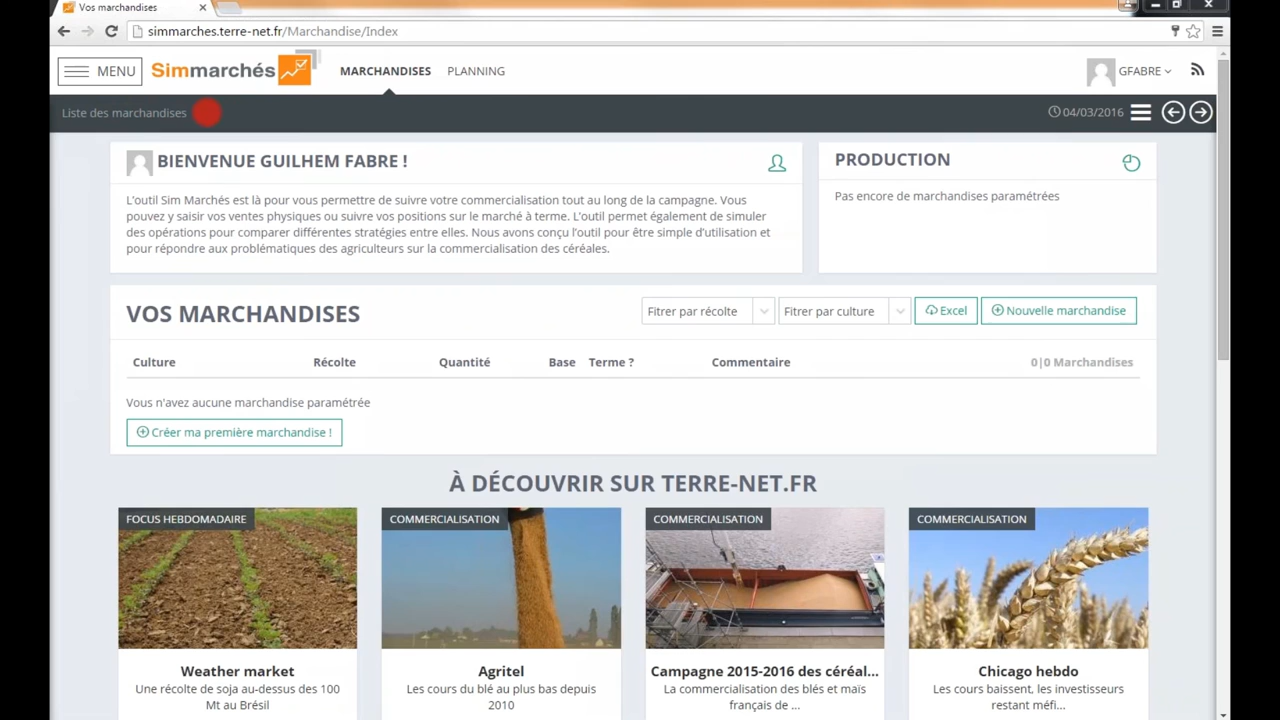 Vos marchandises
simmarches.terre-net.fr/Marchandise/Index
MENU
Simmarchés
MARCHANDISES
PLANNING
GFABRE
Liste des marchandises
04/03/2016
BIENVENUE GUILHEM FABRE !
L'outil Sim Marchés est là pour vous permettre de suivre votre commercialisation tout au long de la campagne. Vous
pouvez y saisir vos ventes physiques ou suivre vos positions sur le marché à terme. L'outil permet également de simuler
des opérations pour comparer différentes stratégies entre elles. Nous avons conçu l'outil pour être simple d'utilisation et
pour répondre aux problématiques des agriculteurs sur la commercialisation des céréales.
PRODUCTION
Pas encore de marchandises paramétrées
VOS MARCHANDISES
Fitrer par récolte
Fitrer par culture
Excel
Nouvelle marchandise
Culture Récolte Quantité Base Terme ? Commentaire 0|0 Marchandises
Vous n'avez aucune marchandise paramétrée
Créer ma première marchandise !
À DÉCOUVRIR SUR TERRE-NET.FR
FOCUS HEBDOMADAIRE
Weather market
Une récolte de soja au-dessus des 100
Mt au Brésil
COMMERCIALISATION
Agritel
Les cours du blé au plus bas depuis
2010
COMMERCIALISATION
Campagne 2015-2016 des céréal...
La commercialisation des blés et maïs
français de ...
COMMERCIALISATION
Chicago hebdo
Les cours baissent, les investisseurs
restant méfi...